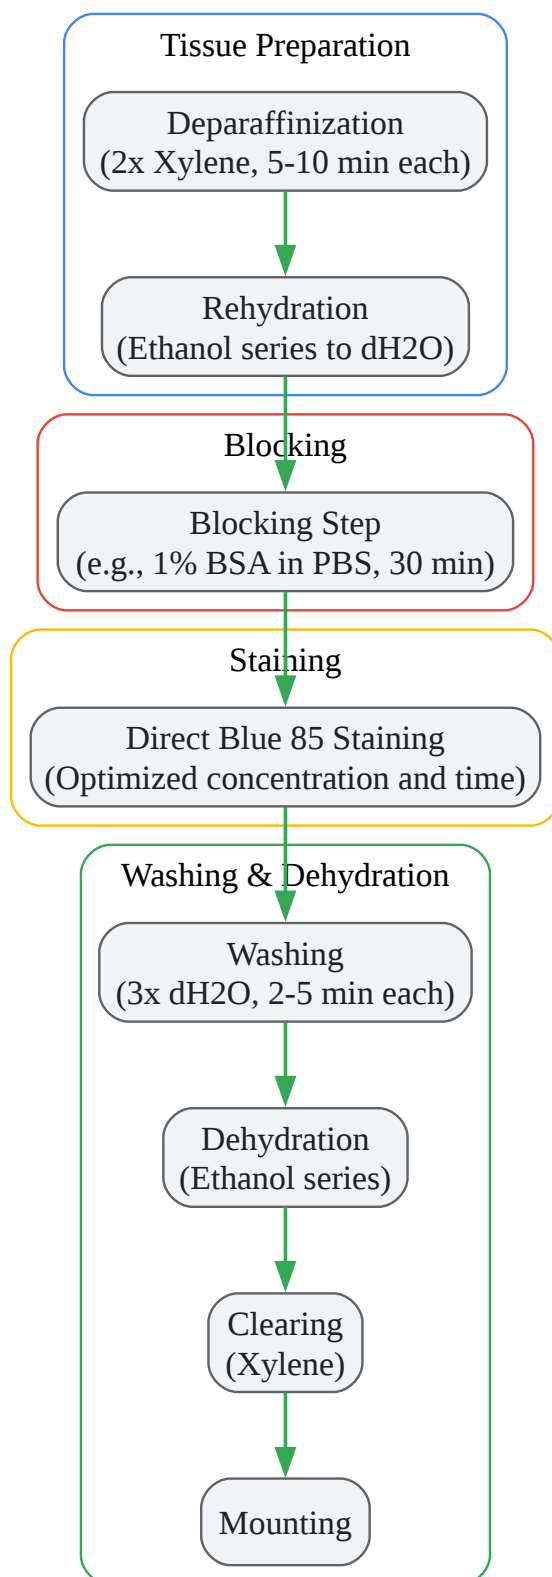 Tissue Preparation
Deparaffinization
(2x Xylene, 5-10 min each)
Rehydration
(Ethanol series to dH2O)
Blocking
Blocking Step
(e.g., 1% BSA in PBS, 30 min)
Staining
Direct Blue 85 Staining
(Optimized concentration and time)
Washing & Dehydration
Washing
(3x dH2O, 2-5 min each)
Dehydration
(Ethanol series)
Clearing
(Xylene)
Mounting